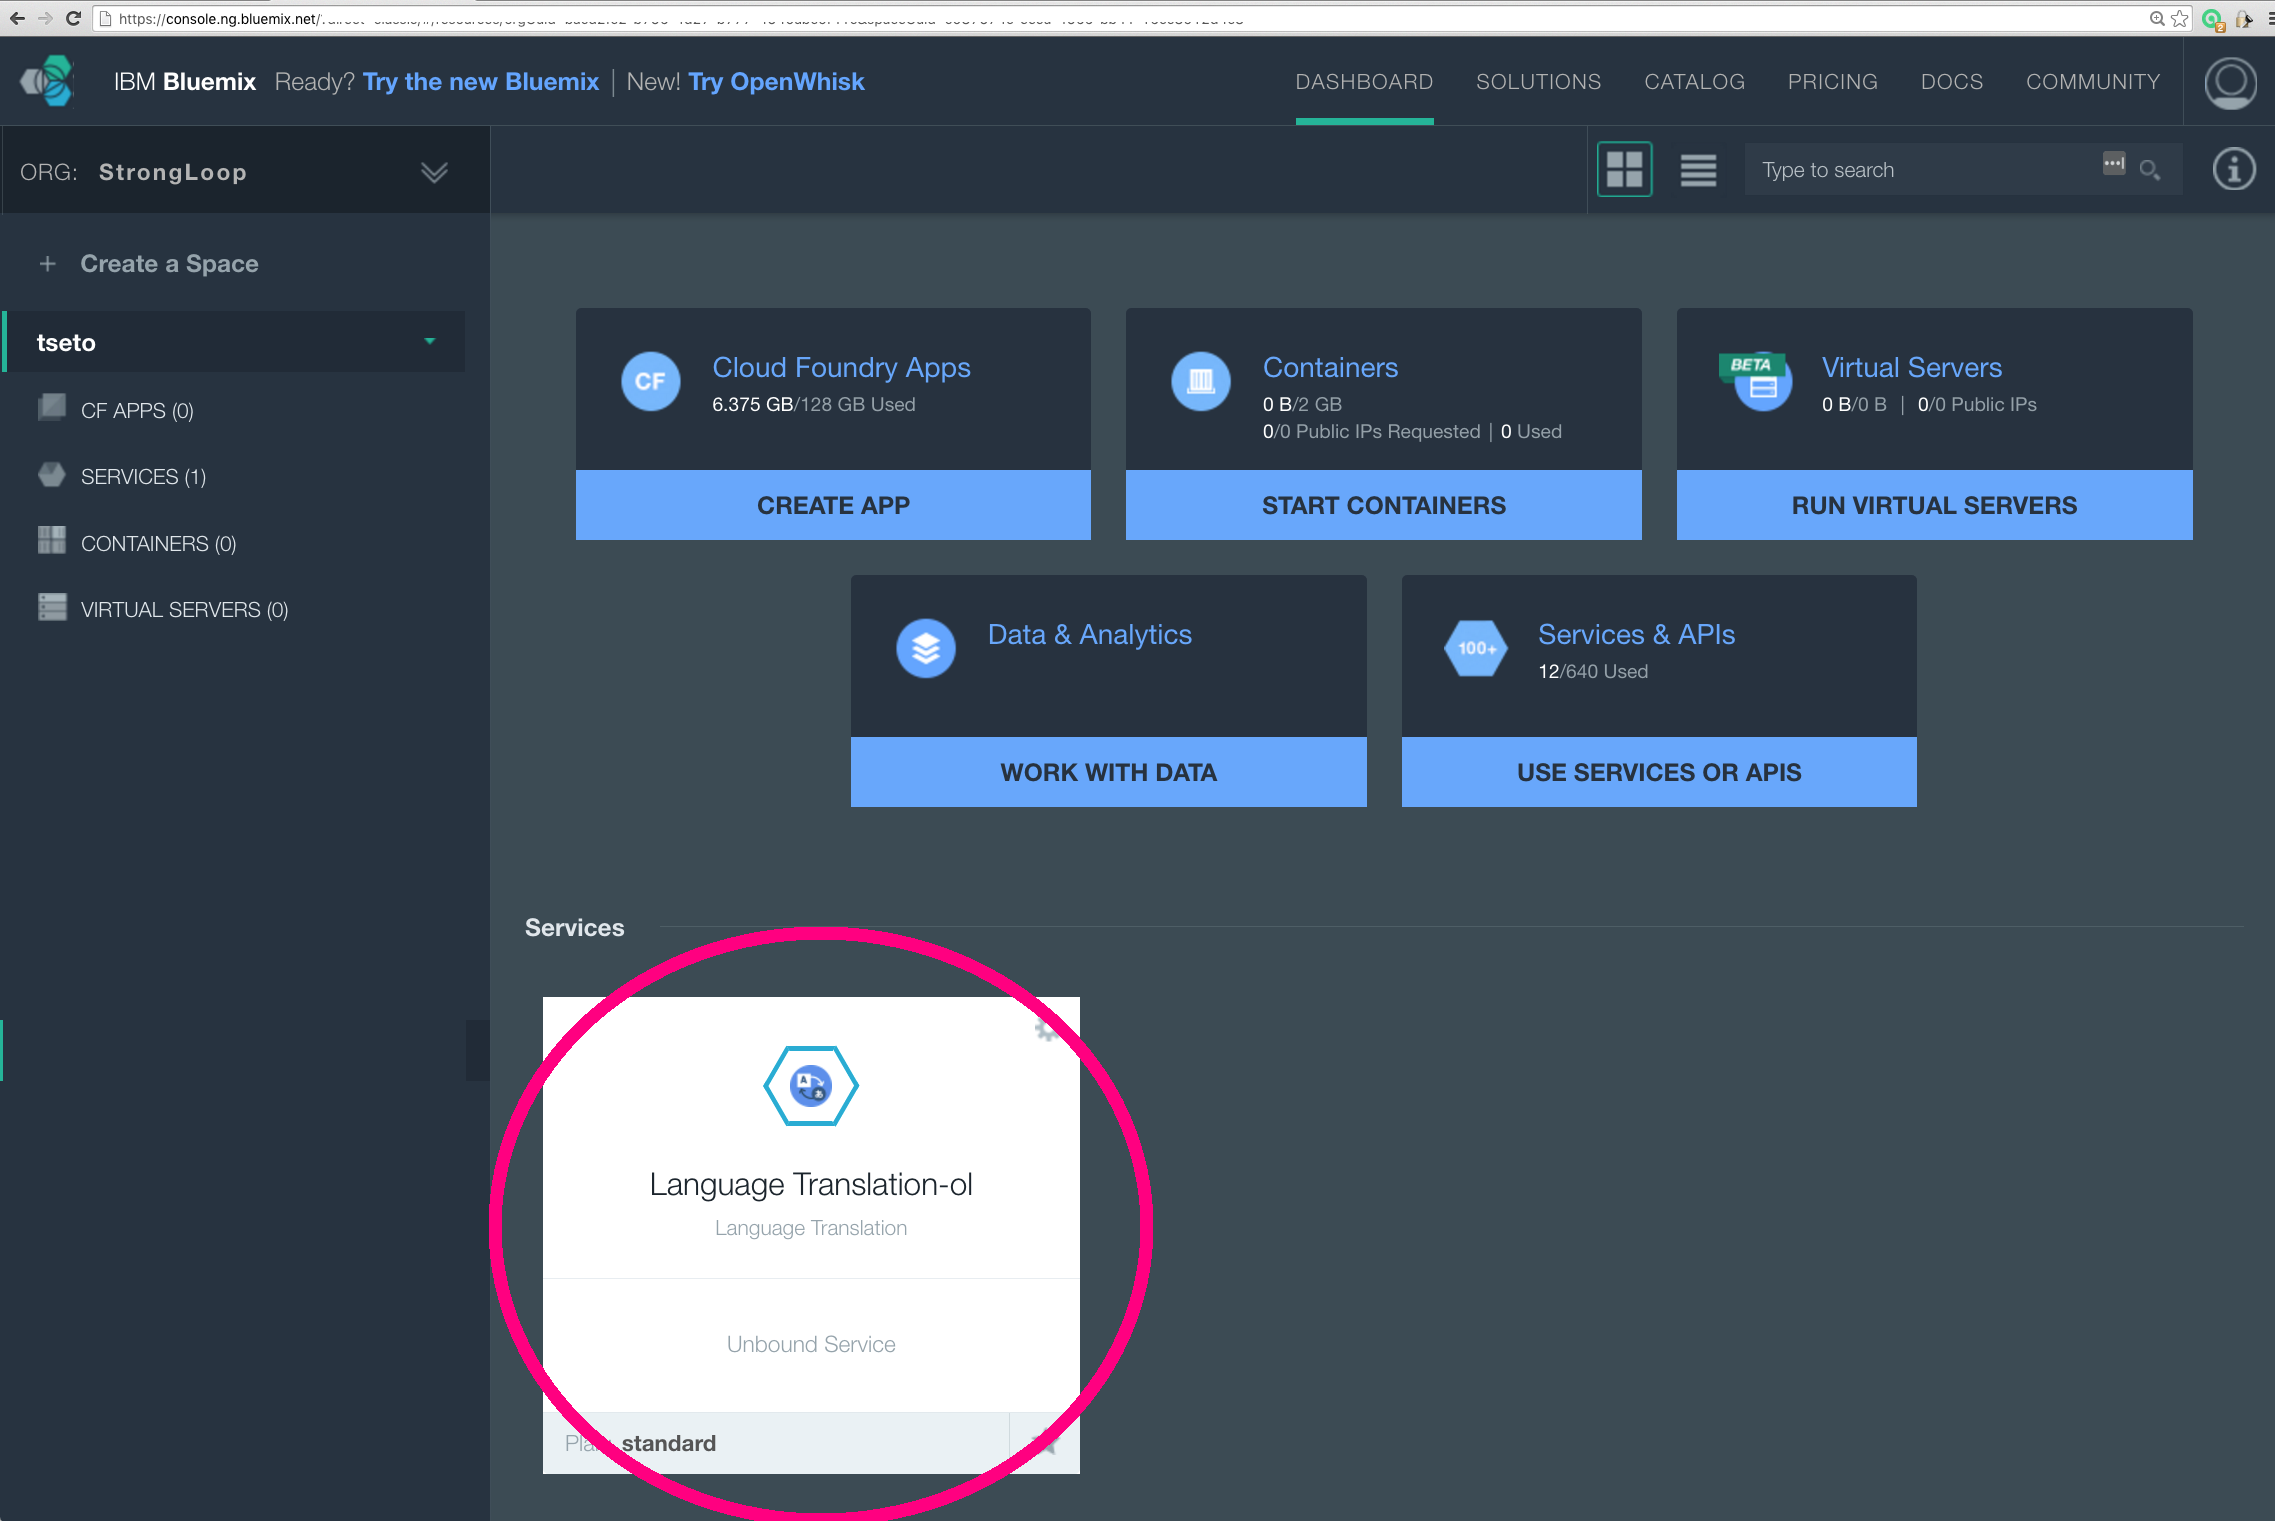 https://console.ng.bluemix.net/
IBM Bluemix Ready? Try the new Bluemix | New! Try OpenWhisk
DASHBOARD SOLUTIONS CATALOG PRICING DOCS COMMUNITY
ORG: StrongLoop
Type to search
+ Create a Space
tseto
CF APPS (0)
SERVICES (1)
CONTAINERS (0)
VIRTUAL SERVERS (0)
CF
Cloud Foundry Apps
6.375 GB/128 GB Used
CREATE APP
Containers
0 B/2 GB
0/0 Public IPs Requested | 0 Used
START CONTAINERS
BETA
Virtual Servers
0 B/0 B | 0/0 Public IPs
RUN VIRTUAL SERVERS
Data & Analytics
WORK WITH DATA
100+
Services & APIs
12/640 Used
USE SERVICES OR APIS
Services
Language Translation-ol
Language Translation
Unbound Service
standard